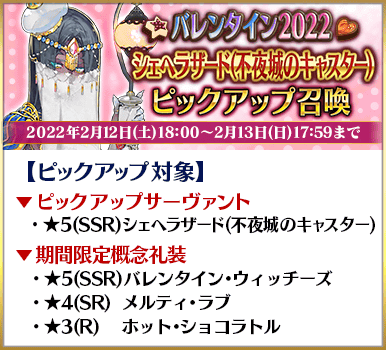 バレンタイン2022
シェヘラザード(不夜城のキャスター)
ピックアップ召喚
2022年2月12日(土)18:00～2月13日(日)17:59まで
【ピックアップ対象】
▼ピックアップサーヴァント
・★5(SSR)シェヘラザード(不夜城のキャスター)
▼期間限定概念礼装
・★5(SSR)バレンタイン・ウィッチーズ
・★4(SR) メルティ・ラブ
・★3(R) ホット・ショコラトル